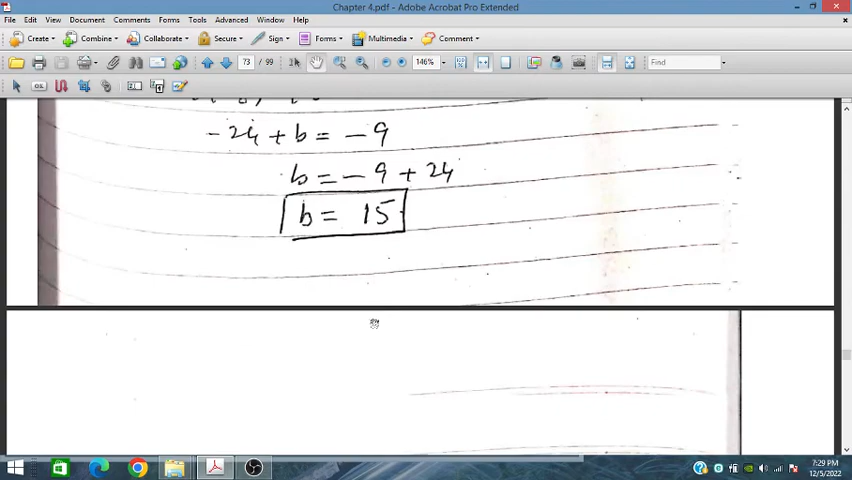 Chapter 4.pdf - Adobe Acrobat Pro Extended
File Edit View Document Comments Forms Tools Advanced Window Help
Create Combine Collaborate Secure Sign Forms Multimedia Comment
73 / 99 146% Find
-24 + b = -9
b = -9 + 24
b = 15
7:29 PM
12/5/2022